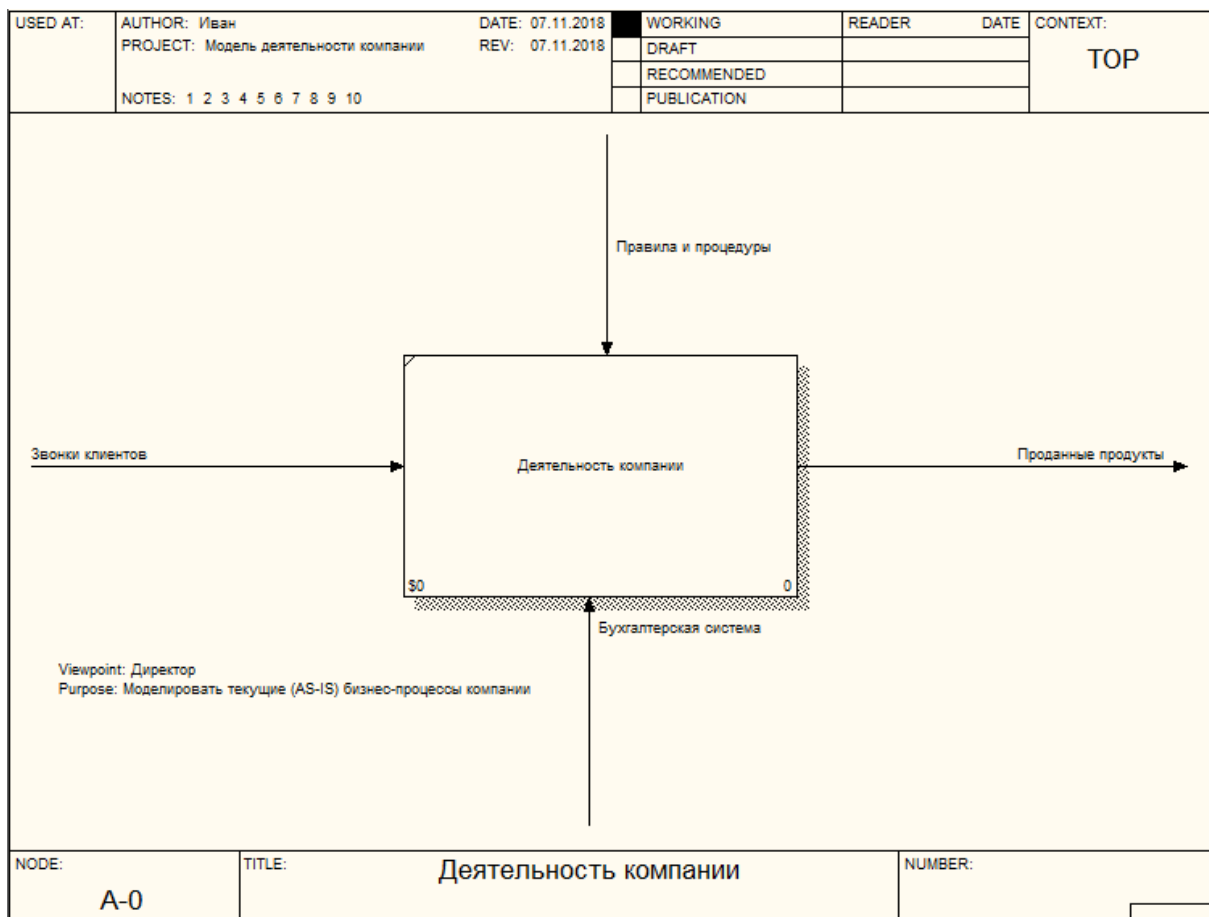 USED AT:
AUTHOR: Иван
DATE: 07.11.2018
PROJECT: Модель деятельности компании
REV: 07.11.2018
NOTES: 1 2 3 4 5 6 7 8 9 10
WORKING
DRAFT
RECOMMENDED
PUBLICATION
READER
DATE
CONTEXT:
TOP
Правила и процедуры
Звонки клиентов
Деятельность компании
Проданные продукты
$0
0
Бухгалтерская система
Viewpoint: Директор
Purpose: Моделировать текущие (AS-IS) бизнес-процессы компании
NODE:
A-0
TITLE:
Деятельность компании
NUMBER: